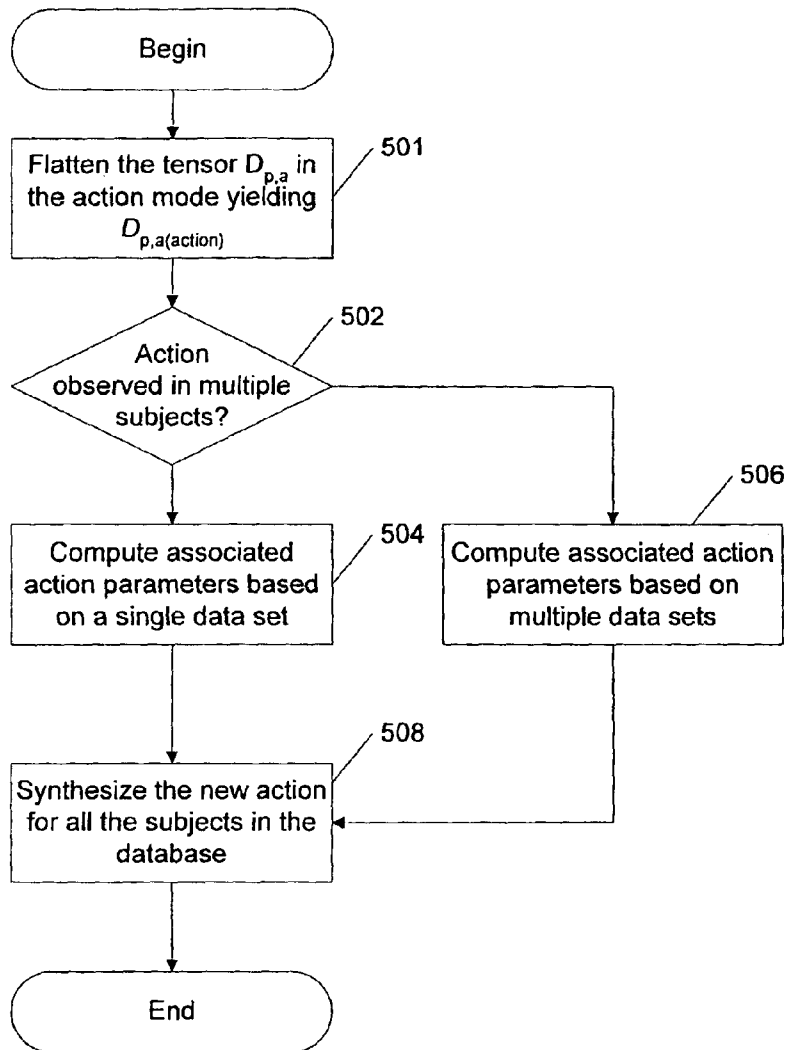 Begin
501
Flatten the tensor D_p,a in
the action mode yielding
D_p,a(action)
502
Action
observed in multiple
subjects?
504
Compute associated
action parameters based
on a single data set
506
Compute associated action
parameters based on
multiple data sets
508
Synthesize the new action
for all the subjects in the
database
End